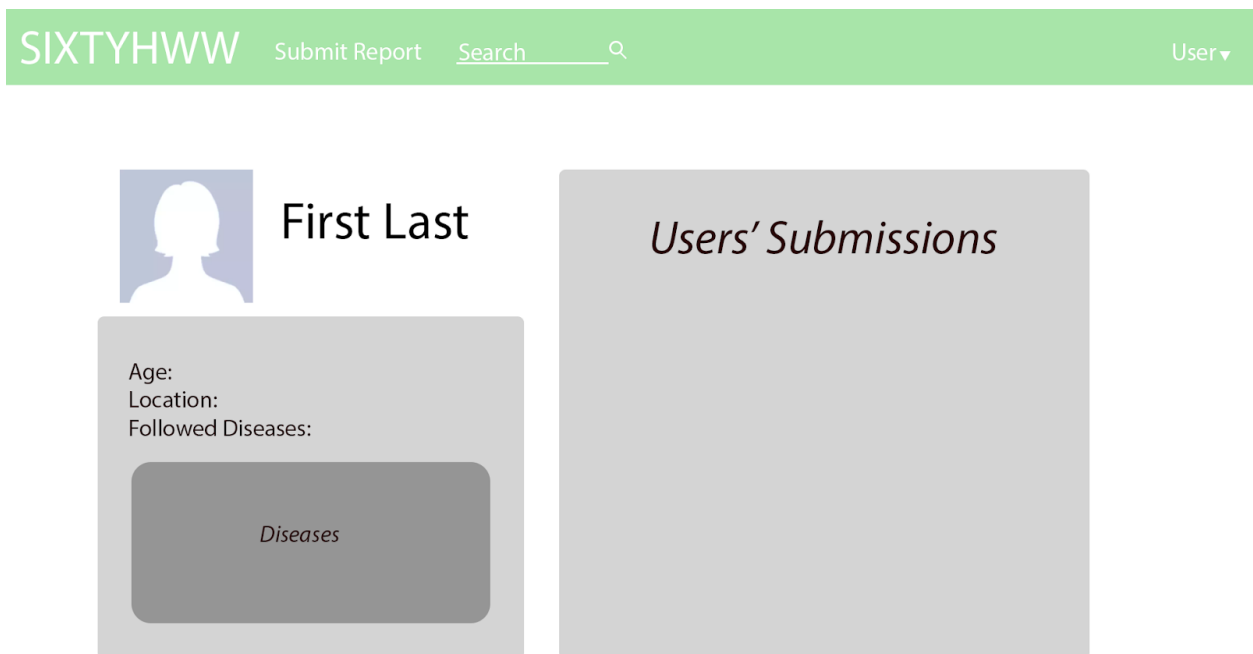 SIXTYHWW Submit Report Search User
First Last
Age:
Location:
Followed Diseases:
Diseases
Users’ Submissions